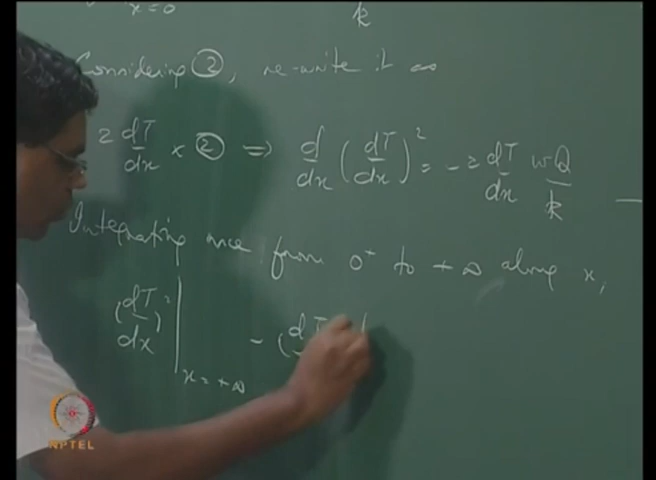 x=0
k
Considering ②, re-write it as
2 dT/dx × ② ⇒ d/dx (dT/dx)² = -2 dT/dx wQ/k
Integrating once from 0⁺ to +∞ along x,
(dT/dx)² | x=+∞ - (dT
NPTEL